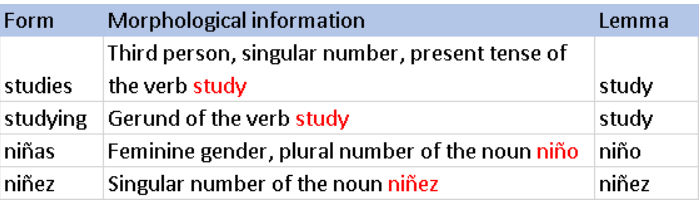 Form Morphological information Lemma
Third person, singular number, present tense of
studies the verb study study
studying Gerund of the verb study study
niñas Feminine gender, plural number of the noun niño niño
niñez Singular number of the noun niñez niñez